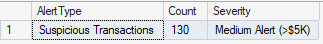 AlertType Count Severity
1 Suspicious Transactions 130 Medium Alert (>$5K)